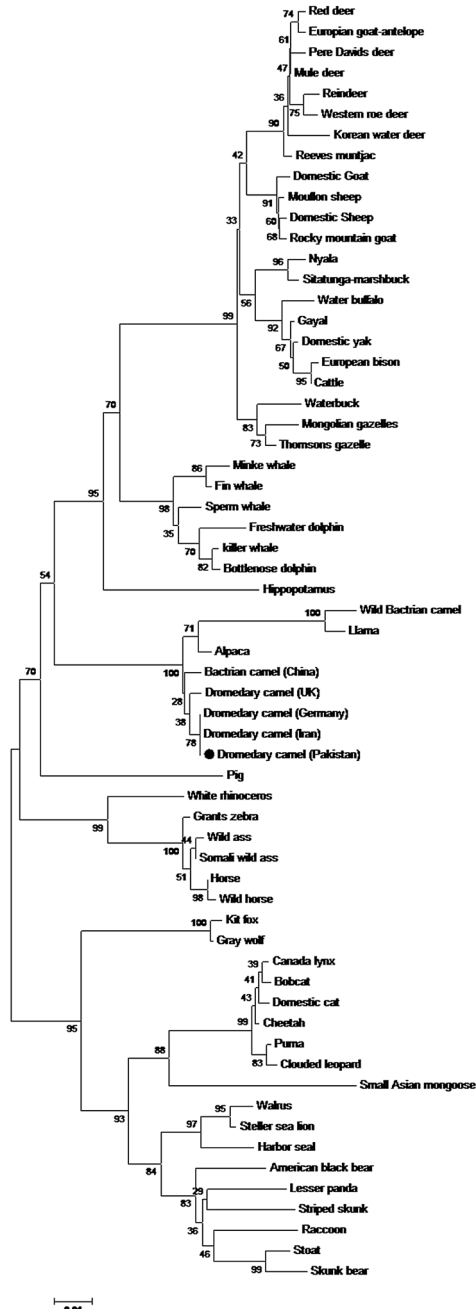 74
Red deer
Europian goat-antelope
61
Pere Davids deer
47
Mule deer
Reindeer
36
75
Western roe deer
90
Korean water deer
Reeves muntjac
42
Domestic Goat
91
Mouflon sheep
60
Domestic Sheep
68
Rocky mountain goat
33
96
Nyala
Sitatunga-marshbuck
56
Water buffalo
99
92
Gayal
67
Domestic yak
50
European bison
95
Cattle
Waterbuck
70
83
Mongolian gazelles
73
Thomsons gazelle
86
Minke whale
Fin whale
95
98
Sperm whale
35
Freshwater dolphin
70
killer whale
82
Bottlenose dolphin
54
Hippopotamus
100
Wild Bactrian camel
71
Llama
Alpaca
100
Bactrian camel (China)
70
28
Dromedary camel (UK)
38
Dromedary camel (Germany)
Dromedary camel (Iran)
78
Dromedary camel (Pakistan)
Pig
White rhinoceros
99
Grants zebra
44
Wild ass
100
Somali wild ass
51
Horse
98
Wild horse
100
Kit fox
Gray wolf
39
Canada lynx
41
Bobcat
43
Domestic cat
95
99
Cheetah
Puma
88
83
Clouded leopard
Small Asian mongoose
95
Walrus
93
97
Steller sea lion
Harbor seal
84
American black bear
29
Lesser panda
83
Striped skunk
36
Raccoon
46
Stoat
99
Skunk bear